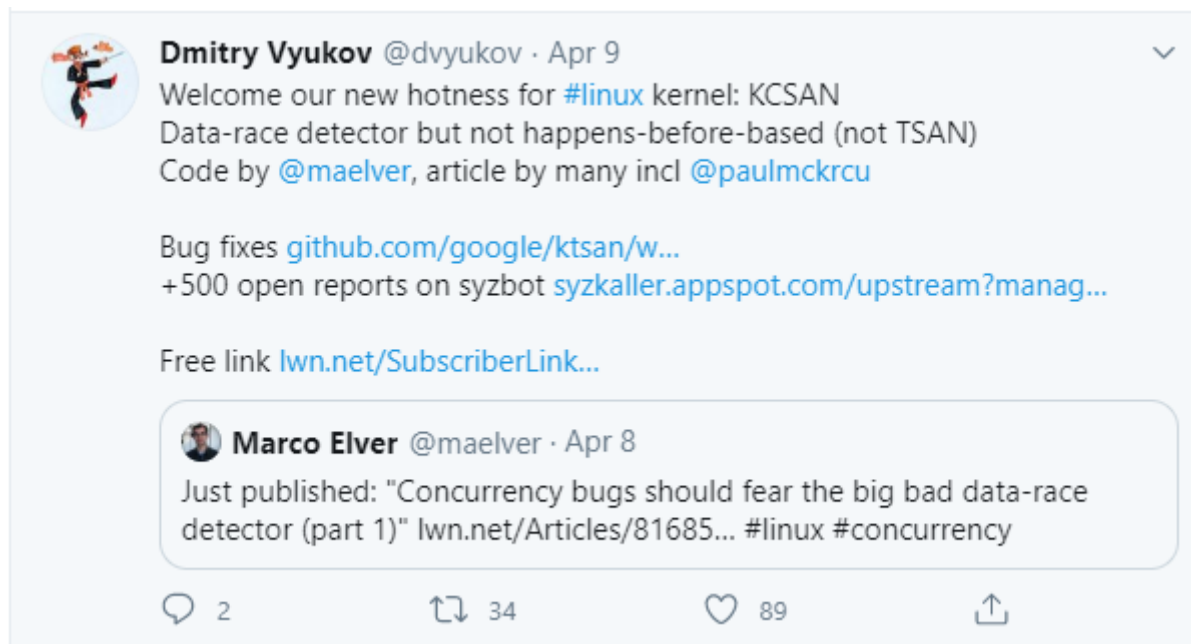 Dmitry Vyukov @dvyukov · Apr 9
Welcome our new hotness for #linux kernel: KCSAN
Data-race detector but not happens-before-based (not TSAN)
Code by @maelver, article by many incl @paulmckrcu
Bug fixes github.com/google/ktsan/w...
+500 open reports on syzbot syzkaller.appspot.com/upstream?manag...
Free link lwn.net/SubscriberLink...
Marco Elver @maelver · Apr 8
Just published: "Concurrency bugs should fear the big bad data-race
detector (part 1)" lwn.net/Articles/81685... #linux #concurrency
2 34 89